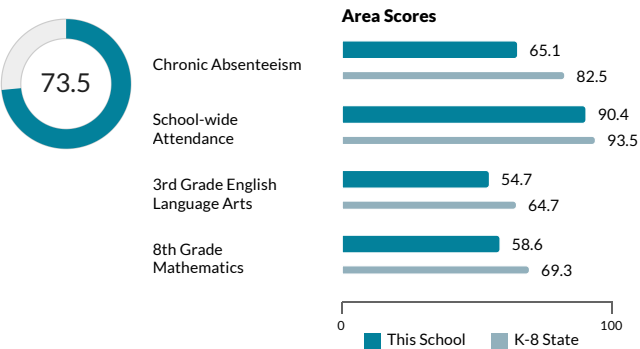 Area Scores
73.5
Chronic Absenteeism
65.1
82.5
School-wide
Attendance
90.4
93.5
3rd Grade English
Language Arts
54.7
64.7
8th Grade
Mathematics
58.6
69.3
0
100
This School
K-8 State